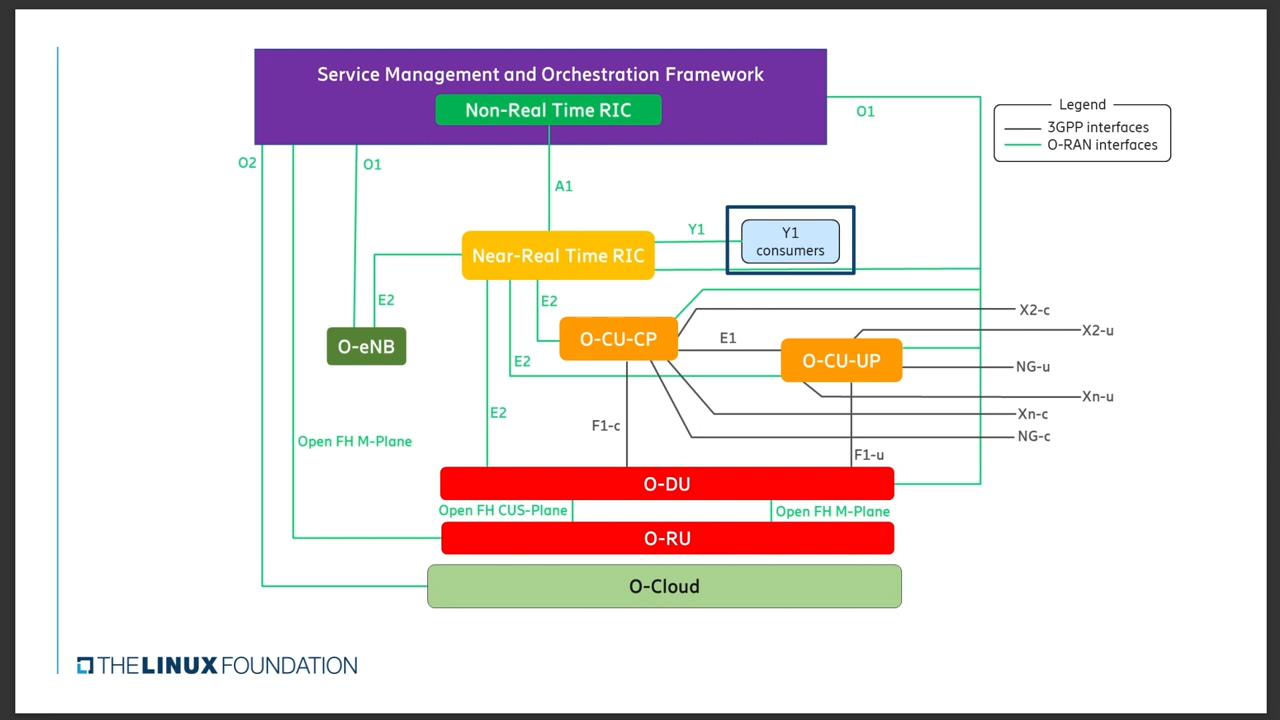 Service Management and Orchestration Framework
Non-Real Time RIC
O1
Legend
3GPP interfaces
O-RAN interfaces
O2
O1
A1
Y1
Y1
consumers
Near-Real Time RIC
E2
E2
X2-c
X2-u
O-CU-CP
E1
O-eNB
O-CU-UP
E2
NG-u
Xn-u
E2
Xn-c
F1-c
NG-c
Open FH M-Plane
F1-u
O-DU
Open FH CUS-Plane
Open FH M-Plane
O-RU
O-Cloud
THE LINUX FOUNDATION